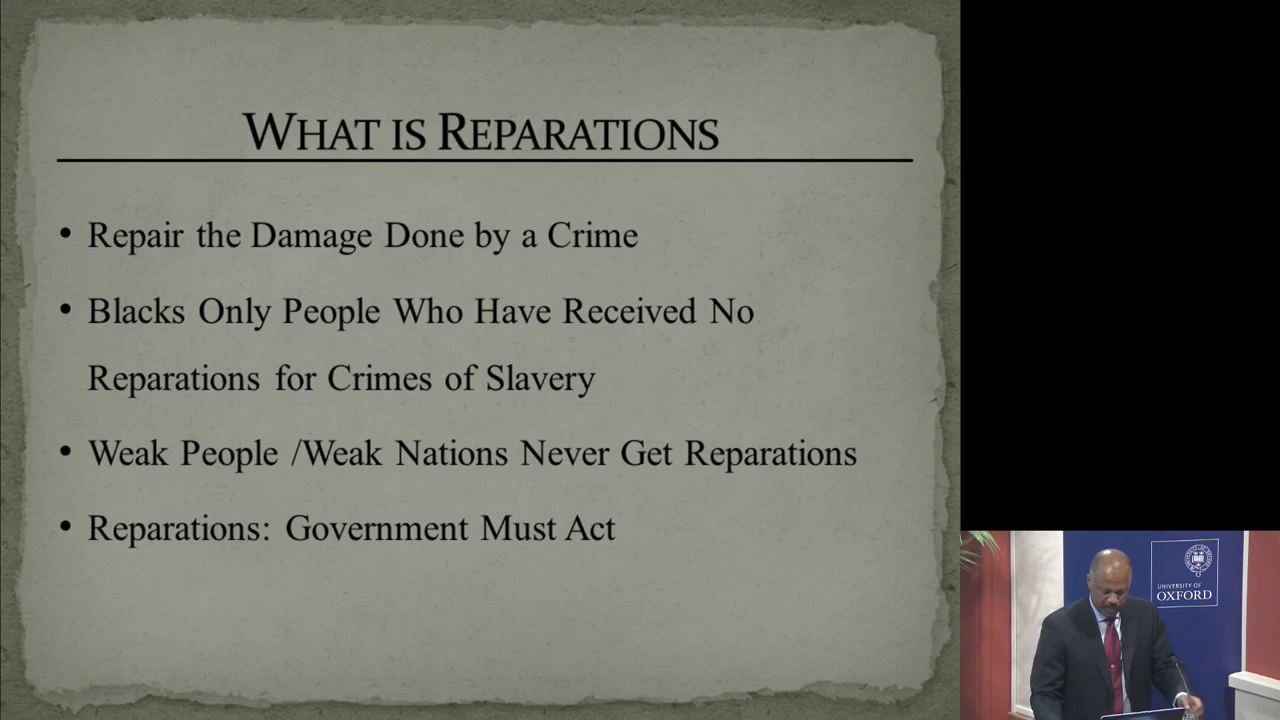 WHAT IS REPARATIONS
• Repair the Damage Done by a Crime
• Blacks Only People Who Have Received No
Reparations for Crimes of Slavery
• Weak People /Weak Nations Never Get Reparations
• Reparations: Government Must Act
UNIVERSITY OF
OXFORD